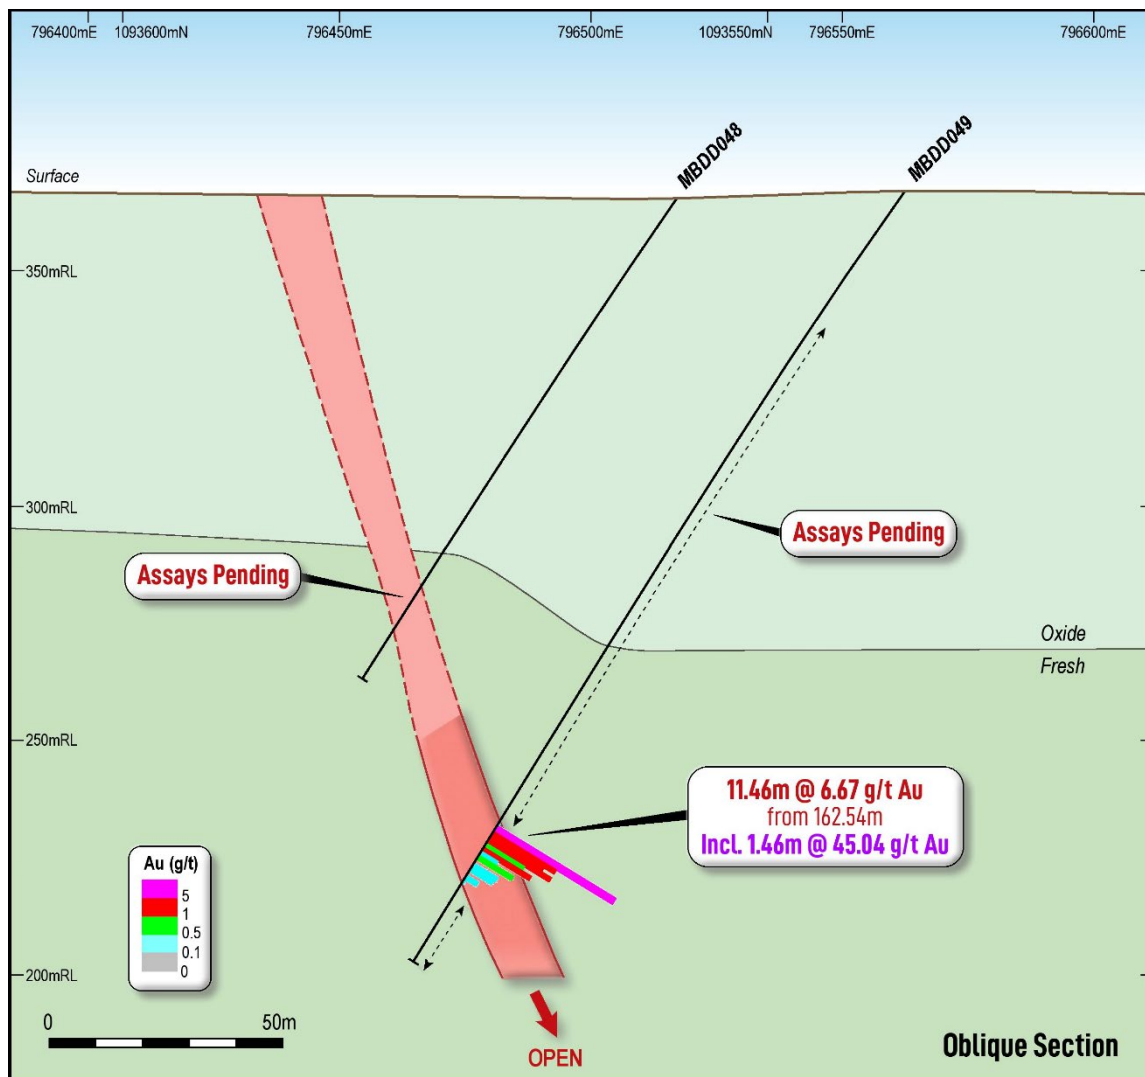 796400mE
1093600mN
796450mE
796500mE
1093550mN
796550mE
796600mE
MBDD048
MBDD049
Surface
350mRL
300mRL
Assays Pending
Assays Pending
Oxide
Fresh
250mRL
11.46m @ 6.67 g/t Au
from 162.54m
Incl. 1.46m @ 45.04 g/t Au
Au (g/t)
5
1
0.5
0.1
0
200mRL
0
50m
OPEN
Oblique Section